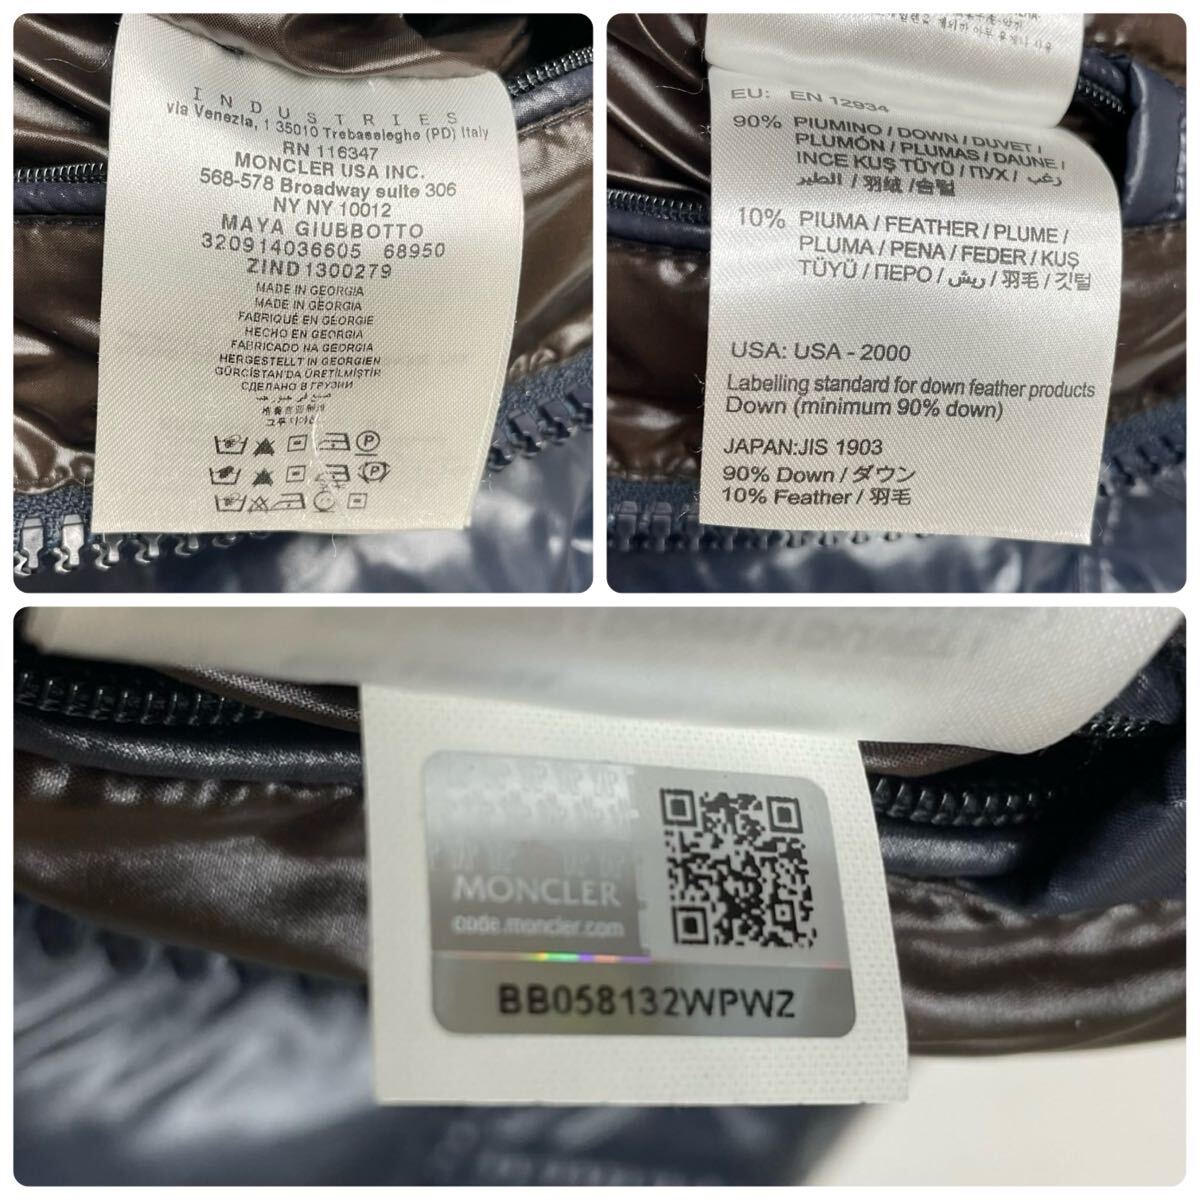 INDUSTRIES
via Venezia, 1 35010 Trebaseleghe (PD) Italy
RN 116347
MONCLER USA INC.
568-578 Broadway suite 306
NY NY 10012
MAYA GIUBBOTTO
320914036605 68950
ZIND1300279
MADE IN GEORGIA
MADE IN GEORGIA
FABRIQUÉ EN GÉORGIE
HECHO EN GEORGIA
FABRICADO NA GEORGIA
HERGESTELLT IN GEORGIEN
GÜRCİSTAN'DA ÜRETİLMİŞTİR
СДЕЛАНО В ГРУЗИИ
P
P
EU: EN 12934
90% PIUMINO / DOWN / DUVET /
PLUMÓN / PLUMAS / DAUNE /
INCE KUŞ TÜYÜ / ПУХ / زغب
الطير / 羽绒 / 솜털
10% PIUMA / FEATHER / PLUME /
PLUMA / PENA / FEDER / KUŞ
TÜYÜ / ПЕРО / ريش / 羽毛 / 깃털
USA: USA - 2000
Labelling standard for down feather products
Down (minimum 90% down)
JAPAN:JIS 1903
90% Down / ダウン
10% Feather / 羽毛
MONCLER
code.moncler.com
BB058132WPWZ